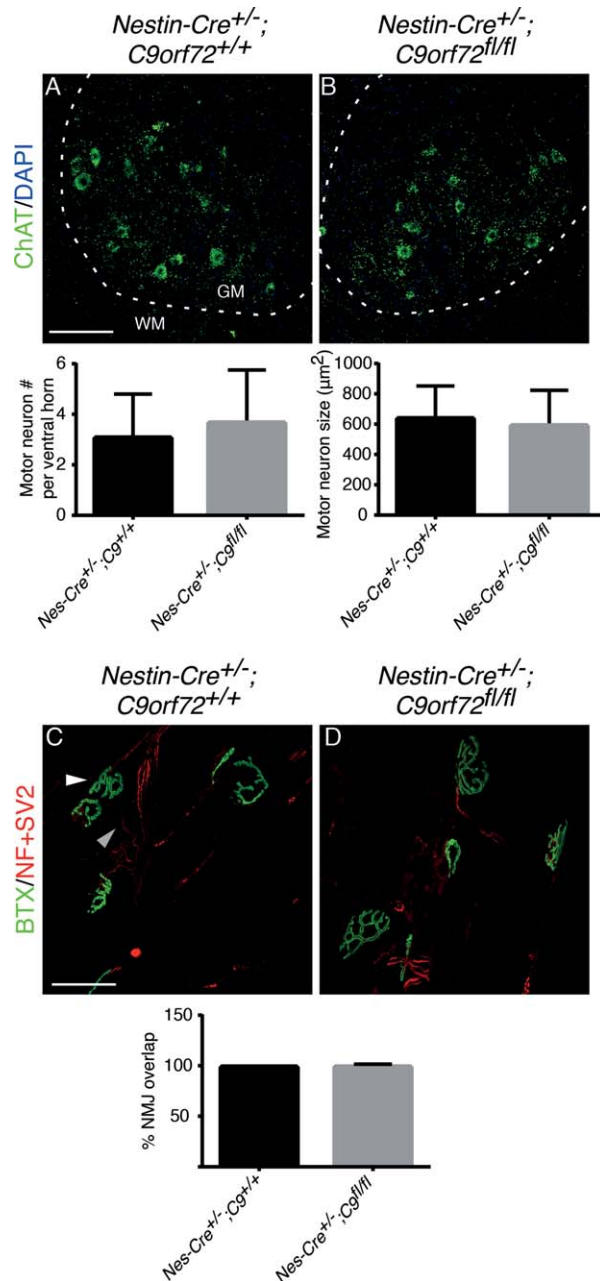 Nestin-Cre+/-;
C9orf72+/+
Nestin-Cre+/-;
C9orf72fl/fl
A
B
ChAT/DAPI
GM
WM
Motor neuron #
per ventral horn
6
4
2
0
Nes-Cre+/-;C9+/+
Nes-Cre+/-;C9fl/fl
Motor neuron size (µm²)
1000
800
600
400
200
0
Nes-Cre+/-;C9+/+
Nes-Cre+/-;C9fl/fl
Nestin-Cre+/-;
C9orf72+/+
Nestin-Cre+/-;
C9orf72fl/fl
C
D
BTX/NF+SV2
% NMJ overlap
150
100
50
Nes-Cre+/-;C9+/+
Nes-Cre+/-;C9fl/fl